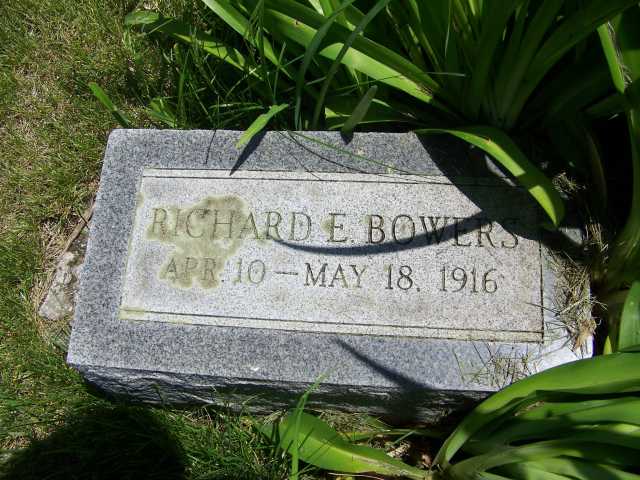 RICHARD E. BOWERS
APR. 10 — MAY 18, 1916